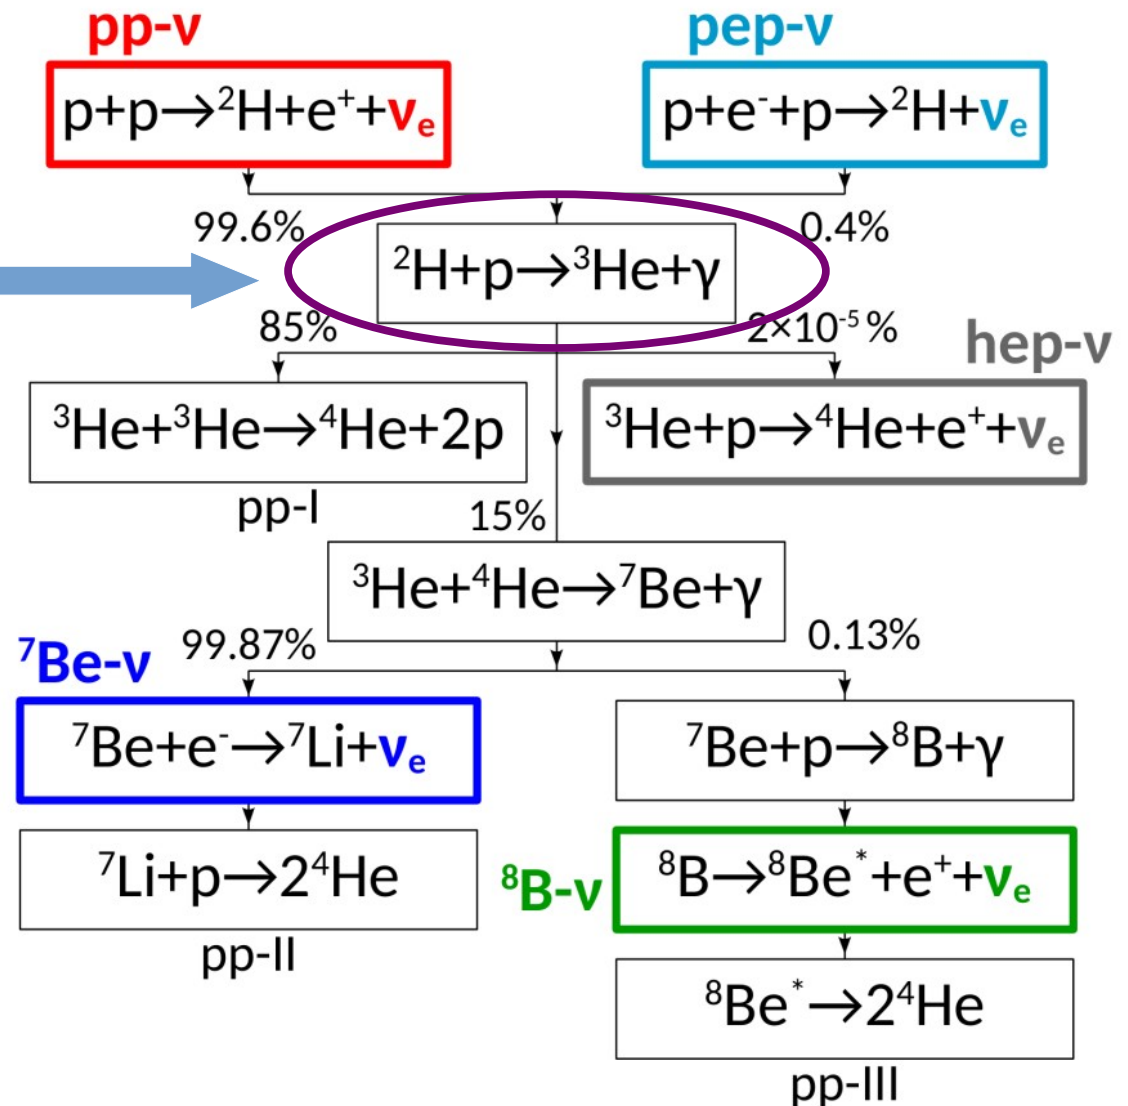 pp-ν
pep-ν
p+p→²H+e⁺+νₑ
p+e⁻+p→²H+νₑ
99.6%
0.4%
²H+p→³He+γ
85%
2×10⁻⁵ %
hep-ν
³He+³He→⁴He+2p
³He+p→⁴He+e⁺+νₑ
pp-I
15%
³He+⁴He→⁷Be+γ
⁷Be-ν
99.87%
0.13%
⁷Be+e⁻→⁷Li+νₑ
⁷Be+p→⁸B+γ
⁷Li+p→2⁴He
⁸B-ν
⁸B→⁸Be*+e⁺+νₑ
pp-II
⁸Be*→2⁴He
pp-III